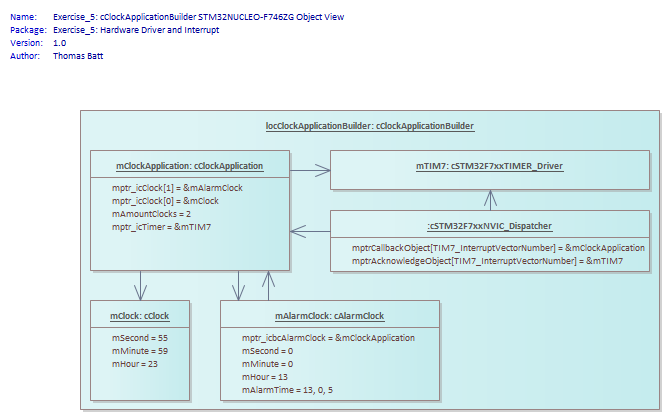 Name: Exercise_5: cClockApplicationBuilder STM32NUCLEO-F746ZG Object View
Package: Exercise_5: Hardware Driver and Interrupt
Version: 1.0
Author: Thomas Batt
locClockApplicationBuilder: cClockApplicationBuilder
mClockApplication: cClockApplication
mptr_icClock[1] = &mAlarmClock
mptr_icClock[0] = &mClock
mAmountClocks = 2
mptr_icTimer = &mTIM7
mTIM7: cSTM32F7xxTIMER_Driver
:cSTM32F7xxNVIC_Dispatcher
mptrCallbackObject[TIM7_InterruptVectorNumber] = &mClockApplication
mptrAcknowledgeObject[TIM7_InterruptVectorNumber] = &mTIM7
mClock: cClock
mSecond = 55
mMinute = 59
mHour = 23
mAlarmClock: cAlarmClock
mptr_icbcAlarmClock = &mClockApplication
mSecond = 0
mMinute = 0
mHour = 13
mAlarmTime = 13, 0, 5